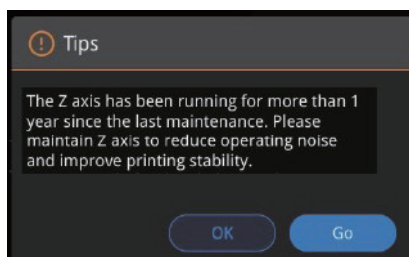 Tips
The Z axis has been running for more than 1
year since the last maintenance. Please
maintain Z axis to reduce operating noise
and improve printing stability.
OK
Go